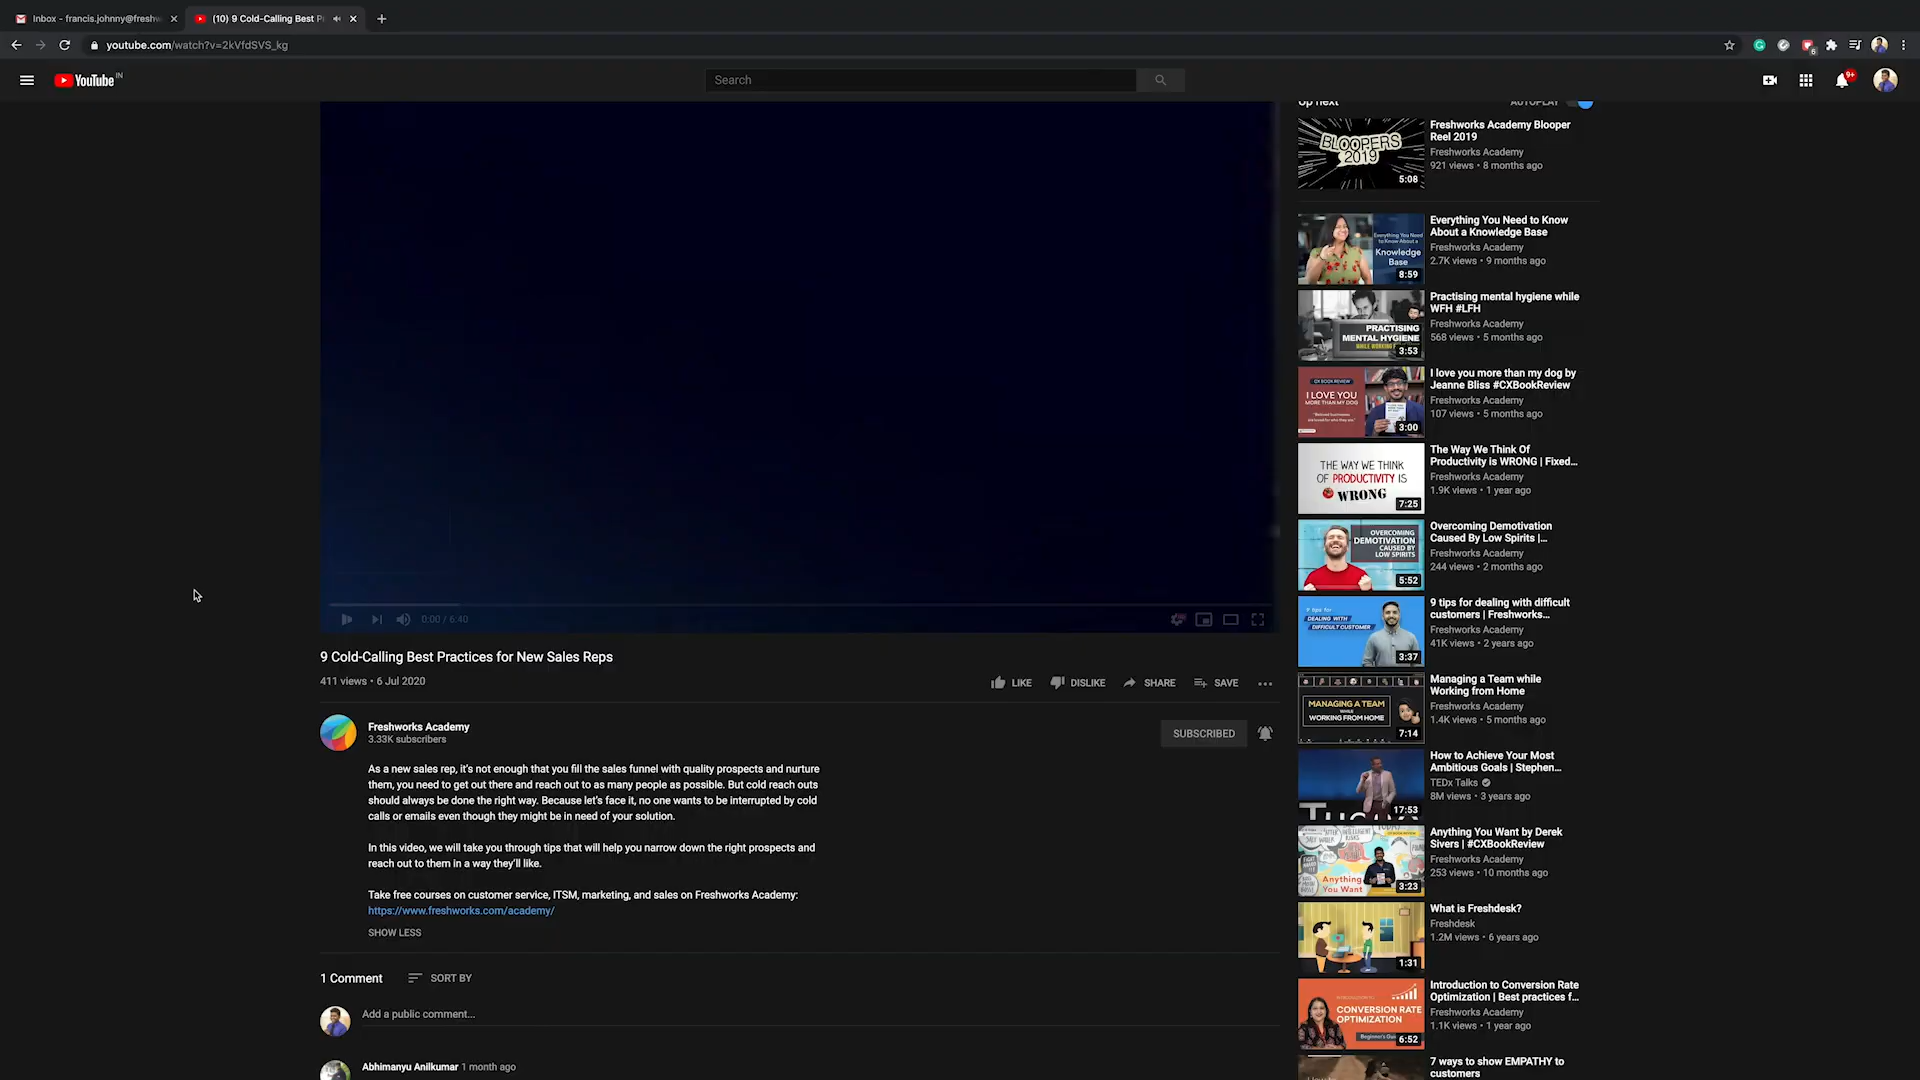 Inbox - francis.johnny@freshw
(10) 9 Cold-Calling Best P
youtube.com/watch?v=2kVfdSVS_kg
6
YouTube IN
Search
9+
Up next
AUTOPLAY
BLOOPERS
2019
5:08
Freshworks Academy Blooper
Reel 2019
Freshworks Academy
921 views • 8 months ago
Everything You Need
to Know About a
Knowledge
Base
8:59
Everything You Need to Know
About a Knowledge Base
Freshworks Academy
2.7K views • 9 months ago
PRACTISING
MENTAL HYGIENE
3:53
Practising mental hygiene while
WFH #LFH
Freshworks Academy
568 views • 5 months ago
CX BOOK REVIEW
I LOVE YOU
MORE THAN MY DOG
3:00
I love you more than my dog by
Jeanne Bliss #CXBookReview
Freshworks Academy
107 views • 5 months ago
THE WAY WE THINK
OF PRODUCTIVITY IS
WRONG
7:25
The Way We Think Of
Productivity is WRONG | Fixed...
Freshworks Academy
1.9K views • 1 year ago
OVERCOMING
DEMOTIVATION
CAUSED BY
LOW SPIRITS
5:52
Overcoming Demotivation
Caused By Low Spirits |...
Freshworks Academy
244 views • 2 months ago
9 tips for
DEALING WITH
DIFFICULT CUSTOMER
3:37
9 tips for dealing with difficult
customers | Freshworks...
Freshworks Academy
41K views • 2 years ago
MANAGING A TEAM
WHILE
WORKING FROM HOME
7:14
Managing a Team while
Working from Home
Freshworks Academy
1.4K views • 5 months ago
17:53
How to Achieve Your Most
Ambitious Goals | Stephen...
TEDx Talks
8M views • 3 years ago
Anything
You Want
3:23
Anything You Want by Derek
Sivers | #CXBookReview
Freshworks Academy
253 views • 10 months ago
1:31
What is Freshdesk?
Freshdesk
1.2M views • 6 years ago
INTRODUCTION TO
CONVERSION RATE
OPTIMIZATION
6:52
Introduction to Conversion Rate
Optimization | Best practices f...
Freshworks Academy
1.1K views • 1 year ago
7 ways to show EMPATHY to
customers
0:00 / 6:40
9 Cold-Calling Best Practices for New Sales Reps
411 views • 6 Jul 2020
LIKE
DISLIKE
SHARE
SAVE
Freshworks Academy
3.33K subscribers
SUBSCRIBED
As a new sales rep, it's not enough that you fill the sales funnel with quality prospects and nurture
them, you need to get out there and reach out to as many people as possible. But cold reach outs
should always be done the right way. Because let's face it, no one wants to be interrupted by cold
calls or emails even though they might be in need of your solution.
In this video, we will take you through tips that will help you narrow down the right prospects and
reach out to them in a way they'll like.
Take free courses on customer service, ITSM, marketing, and sales on Freshworks Academy:
https://www.freshworks.com/academy/
SHOW LESS
1 Comment
SORT BY
Add a public comment...
Abhimanyu Anilkumar 1 month ago